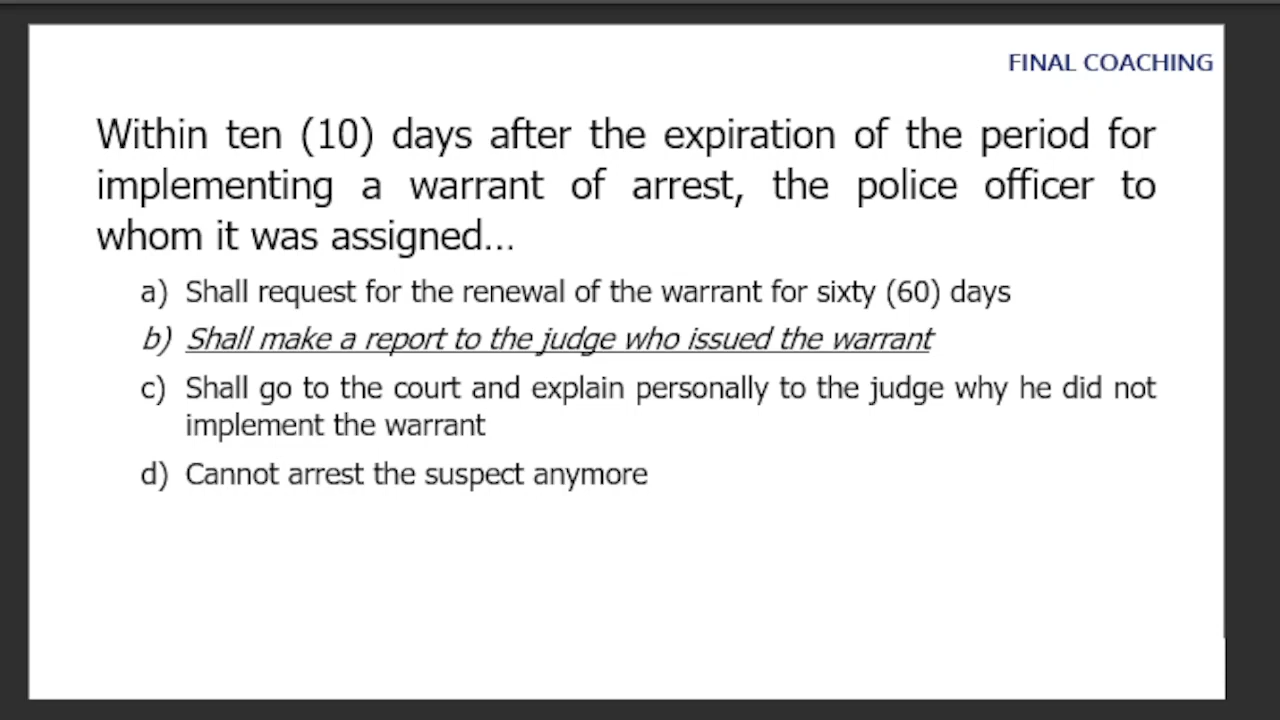 FINAL COACHING
Within ten (10) days after the expiration of the period for
implementing a warrant of arrest, the police officer to
whom it was assigned...
a) Shall request for the renewal of the warrant for sixty (60) days
b) Shall make a report to the judge who issued the warrant
c) Shall go to the court and explain personally to the judge why he did not
implement the warrant
d) Cannot arrest the suspect anymore